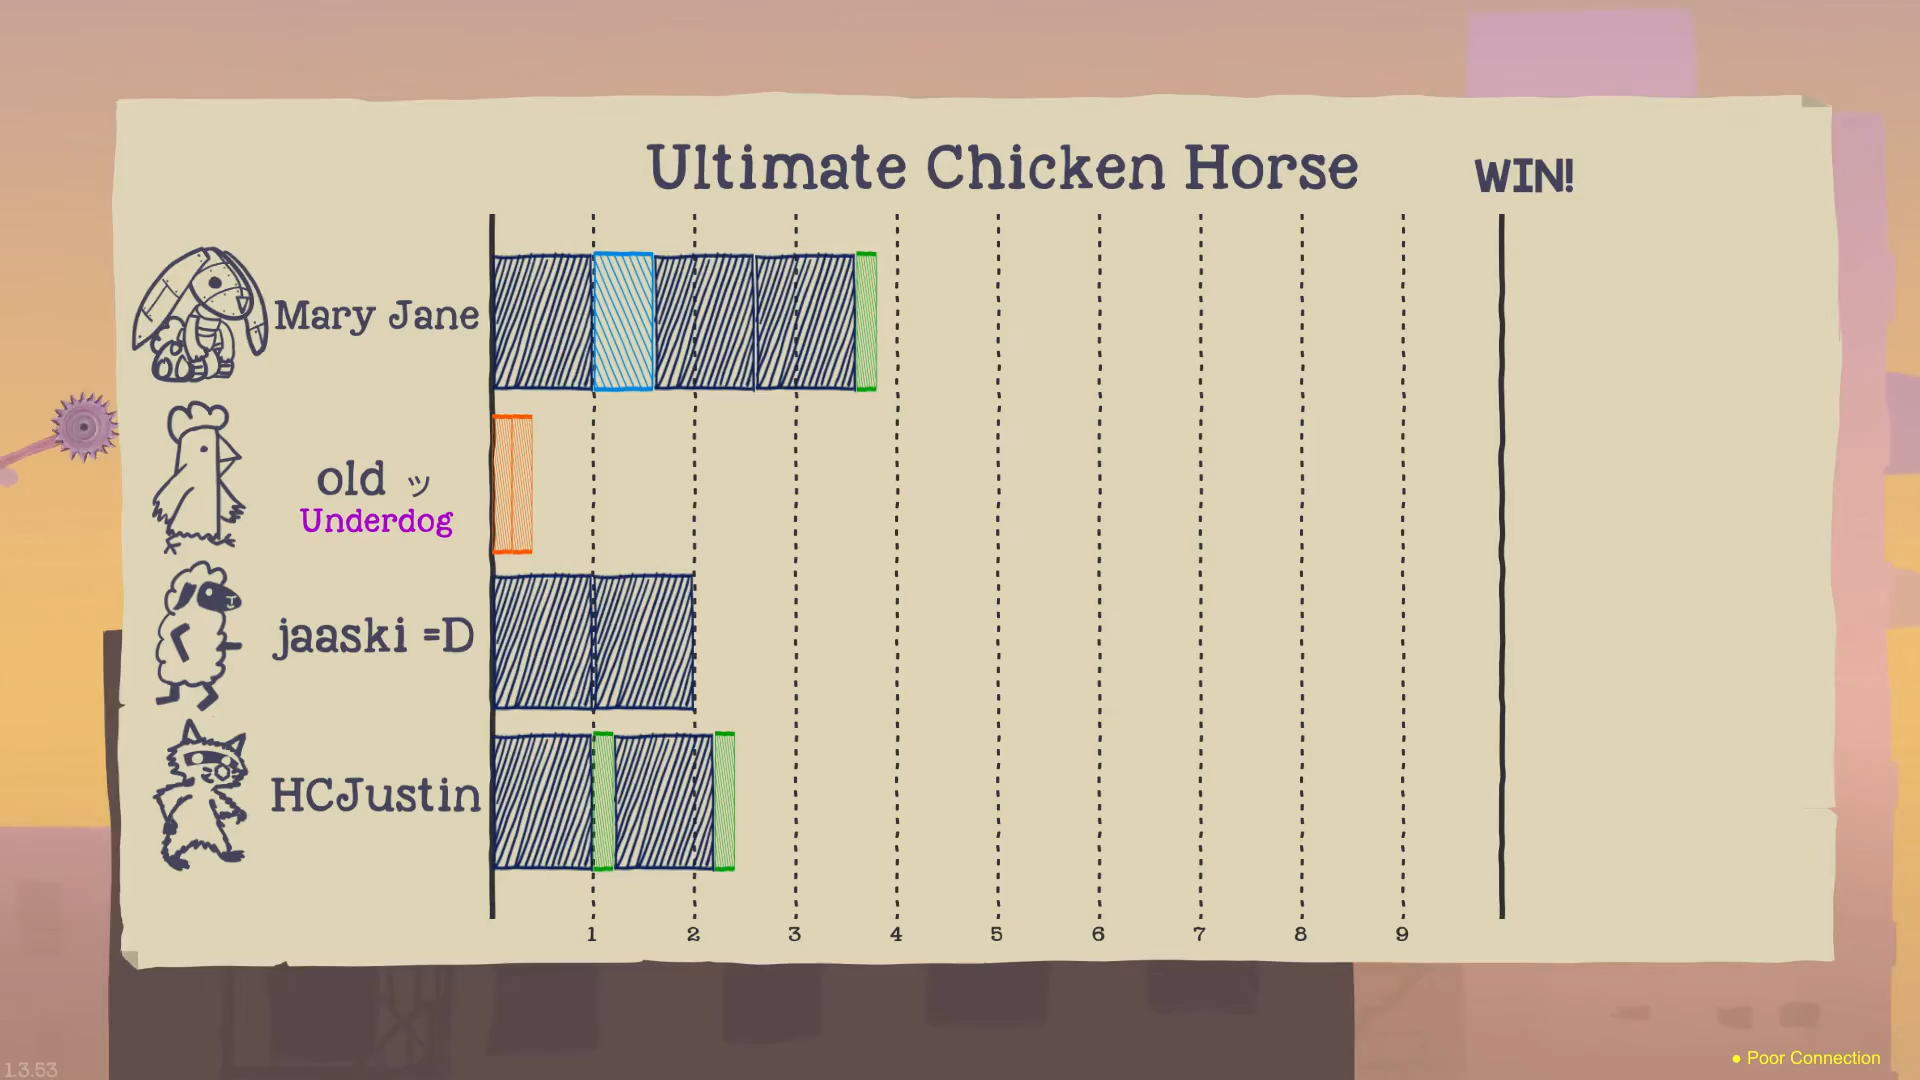 Ultimate Chicken Horse
WIN!
Mary Jane
old ッ
Underdog
jaaski =D
HCJustin
1 2 3 4 5 6 7 8 9
1.3.53
● Poor Connection